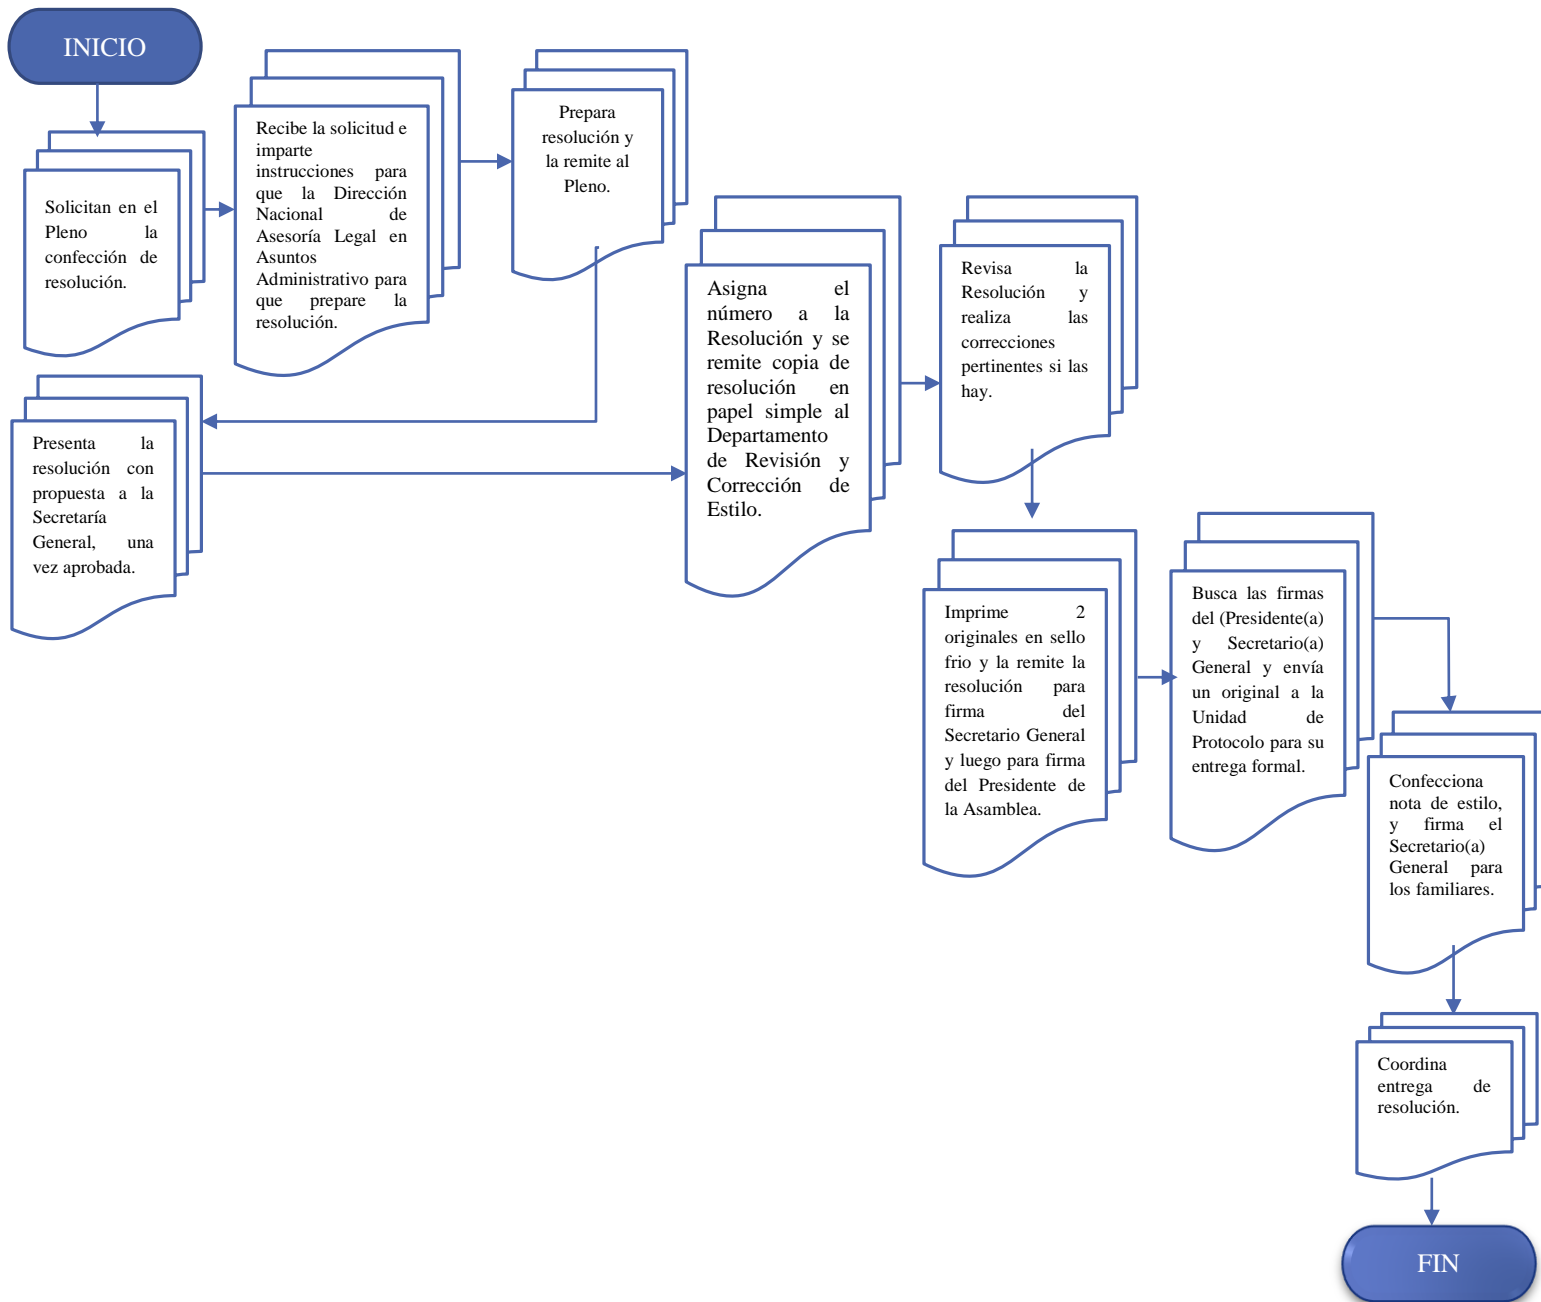 INICIO
Solicitan en el
Pleno la
confección de
resolución.
Recibe la solicitud e
imparte
instrucciones para
que la Dirección
Nacional de
Asesoría Legal en
Asuntos
Administrativo para
que prepare la
resolución.
Prepara
resolución y
la remite al
Pleno.
Presenta la
resolución con
propuesta a la
Secretaría
General, una
vez aprobada.
Asigna el
número a la
Resolución y se
remite copia de
resolución en
papel simple al
Departamento
de Revisión y
Corrección de
Estilo.
Revisa la
Resolución y
realiza las
correcciones
pertinentes si las
hay.
Imprime 2
originales en sello
frio y la remite la
resolución para
firma del
Secretario General
y luego para firma
del Presidente de
la Asamblea.
Busca las firmas
del (Presidente(a)
y Secretario(a)
General y envía
un original a la
Unidad de
Protocolo para su
entrega formal.
Confecciona
nota de estilo,
y firma el
Secretario(a)
General para
los familiares.
Coordina
entrega de
resolución.
FIN